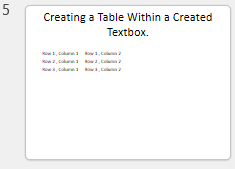 5
Creating a Table Within a Created
Textbox.
Row 1, Column 1 Row 1, Column 2
Row 2, Column 1 Row 2, Column 2
Row 3, Column 1 Row 3, Column 2